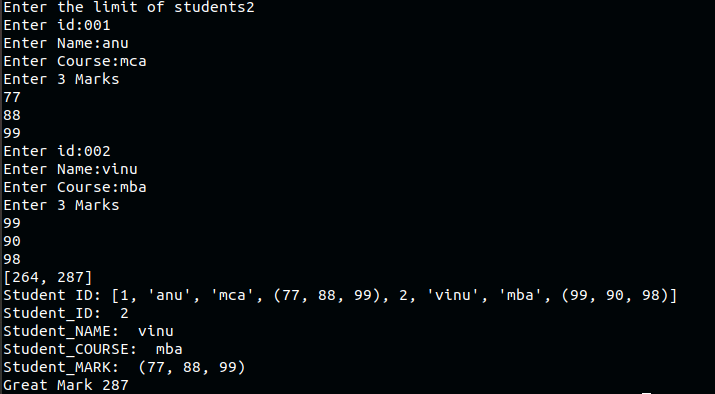 Enter the limit of students2
Enter id:001
Enter Name:anu
Enter Course:mca
Enter 3 Marks
77
88
99
Enter id:002
Enter Name:vinu
Enter Course:mba
Enter 3 Marks
99
90
98
[264, 287]
Student ID: [1, 'anu', 'mca', (77, 88, 99), 2, 'vinu', 'mba', (99, 90, 98)]
Student_ID:  2
Student_NAME:  vinu
Student_COURSE:  mba
Student_MARK:  (77, 88, 99)
Great Mark 287